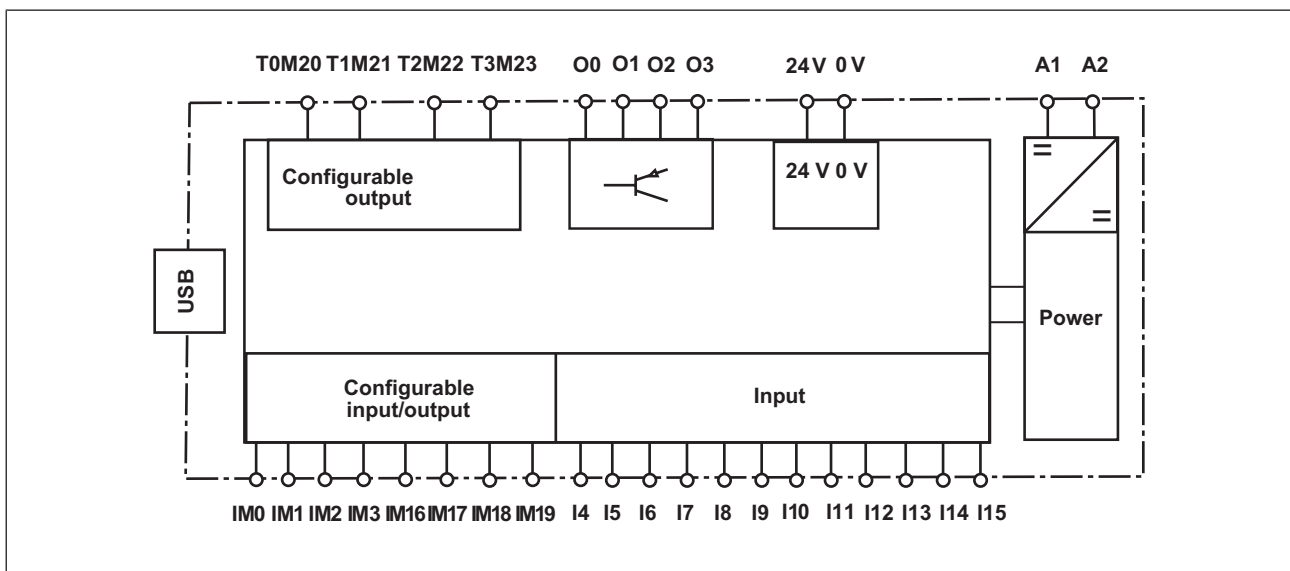 T0M20 T1M21 T2M22 T3M23 O0 O1 O2 O3 24 V 0 V A1 A2
Configurable
output
24 V 0 V
=
=
USB
Power
Configurable
input/output
Input
IM0 IM1 IM2 IM3 IM16 IM17 IM18 IM19 I4 I5 I6 I7 I8 I9 I10 I11 I12 I13 I14 I15